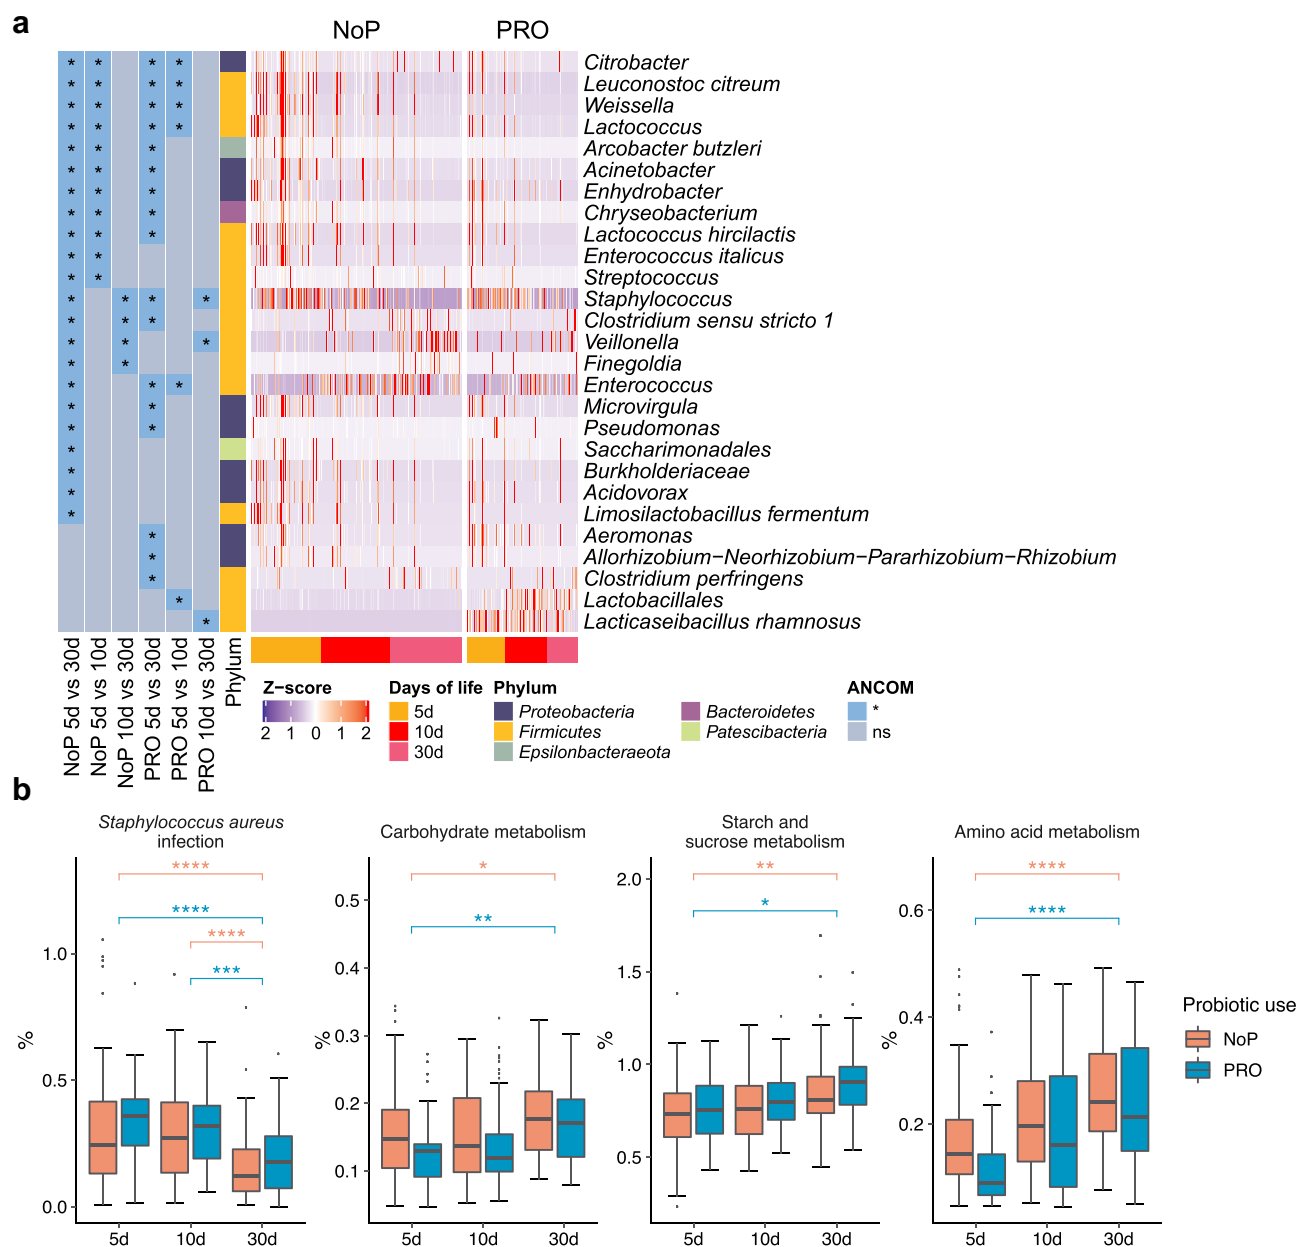 a
NoP PRO
* * * * Citrobacter
* * * * Leuconostoc citreum
* * * * Weissella
* * * * Lactococcus
* * * Arcobacter butzleri
* * * Acinetobacter
* * * Enhydrobacter
* * * Chryseobacterium
* * * Lactococcus hircilactis
* * Enterococcus italicus
* * Streptococcus
* * * * Staphylococcus
* * * Clostridium sensu stricto 1
* * * Veillonella
* * Finegoldia
* * * Enterococcus
* * Microvirgula
* * Pseudomonas
* Saccharimonadales
* Burkholderiaceae
* Acidovorax
* Limosilactobacillus fermentum
* Aeromonas
* Allorhizobium−Neorhizobium−Pararhizobium−Rhizobium
* Clostridium perfringens
* Lactobacillales
* Lacticaseibacillus rhamnosus
NoP 5d vs 30d
NoP 5d vs 10d
NoP 10d vs 30d
PRO 5d vs 30d
PRO 5d vs 10d
PRO 10d vs 30d
Phylum
Z−score
2 1 0 1 2
Days of life
5d
10d
30d
Phylum
Proteobacteria
Firmicutes
Epsilonbacteraeota
Bacteroidetes
Patescibacteria
ANCOM
*
ns
b
Staphylococcus aureus
infection
****
****
****
***
%
1.0
0.5
0.0
5d 10d 30d
Carbohydrate metabolism
*
**
%
0.5
0.4
0.3
0.2
0.1
5d 10d 30d
Starch and
sucrose metabolism
**
*
%
2.0
1.5
1.0
0.5
5d 10d 30d
Amino acid metabolism
****
****
%
0.6
0.4
0.2
5d 10d 30d
Probiotic use
NoP
PRO